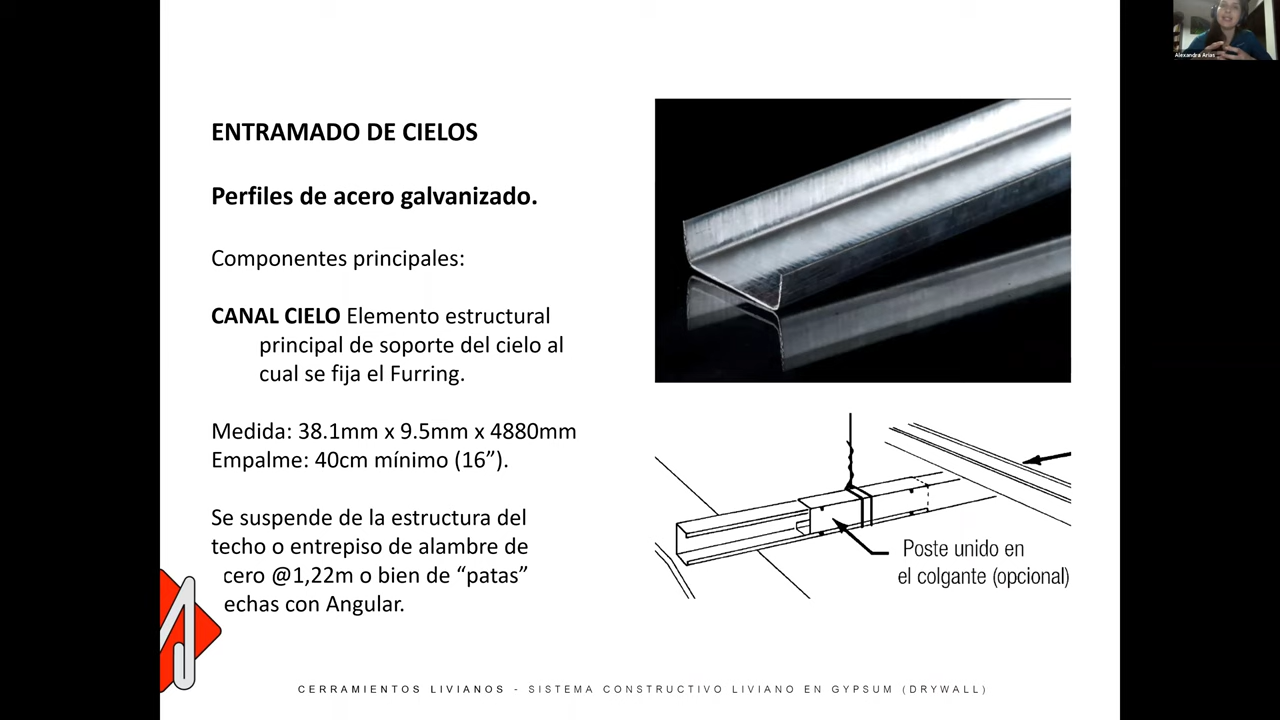 Alexandra Arias
ENTRAMADO DE CIELOS
Perfiles de acero galvanizado.
Componentes principales:
CANAL CIELO Elemento estructural
principal de soporte del cielo al
cual se fija el Furring.
Medida: 38.1mm x 9.5mm x 4880mm
Empalme: 40cm mínimo (16”).
Se suspende de la estructura del
techo o entrepiso de alambre de
cero @1,22m o bien de “patas”
echas con Angular.
Poste unido en
el colgante (opcional)
CERRAMIENTOS LIVIANOS - SISTEMA CONSTRUCTIVO LIVIANO EN GYPSUM (DRYWALL)